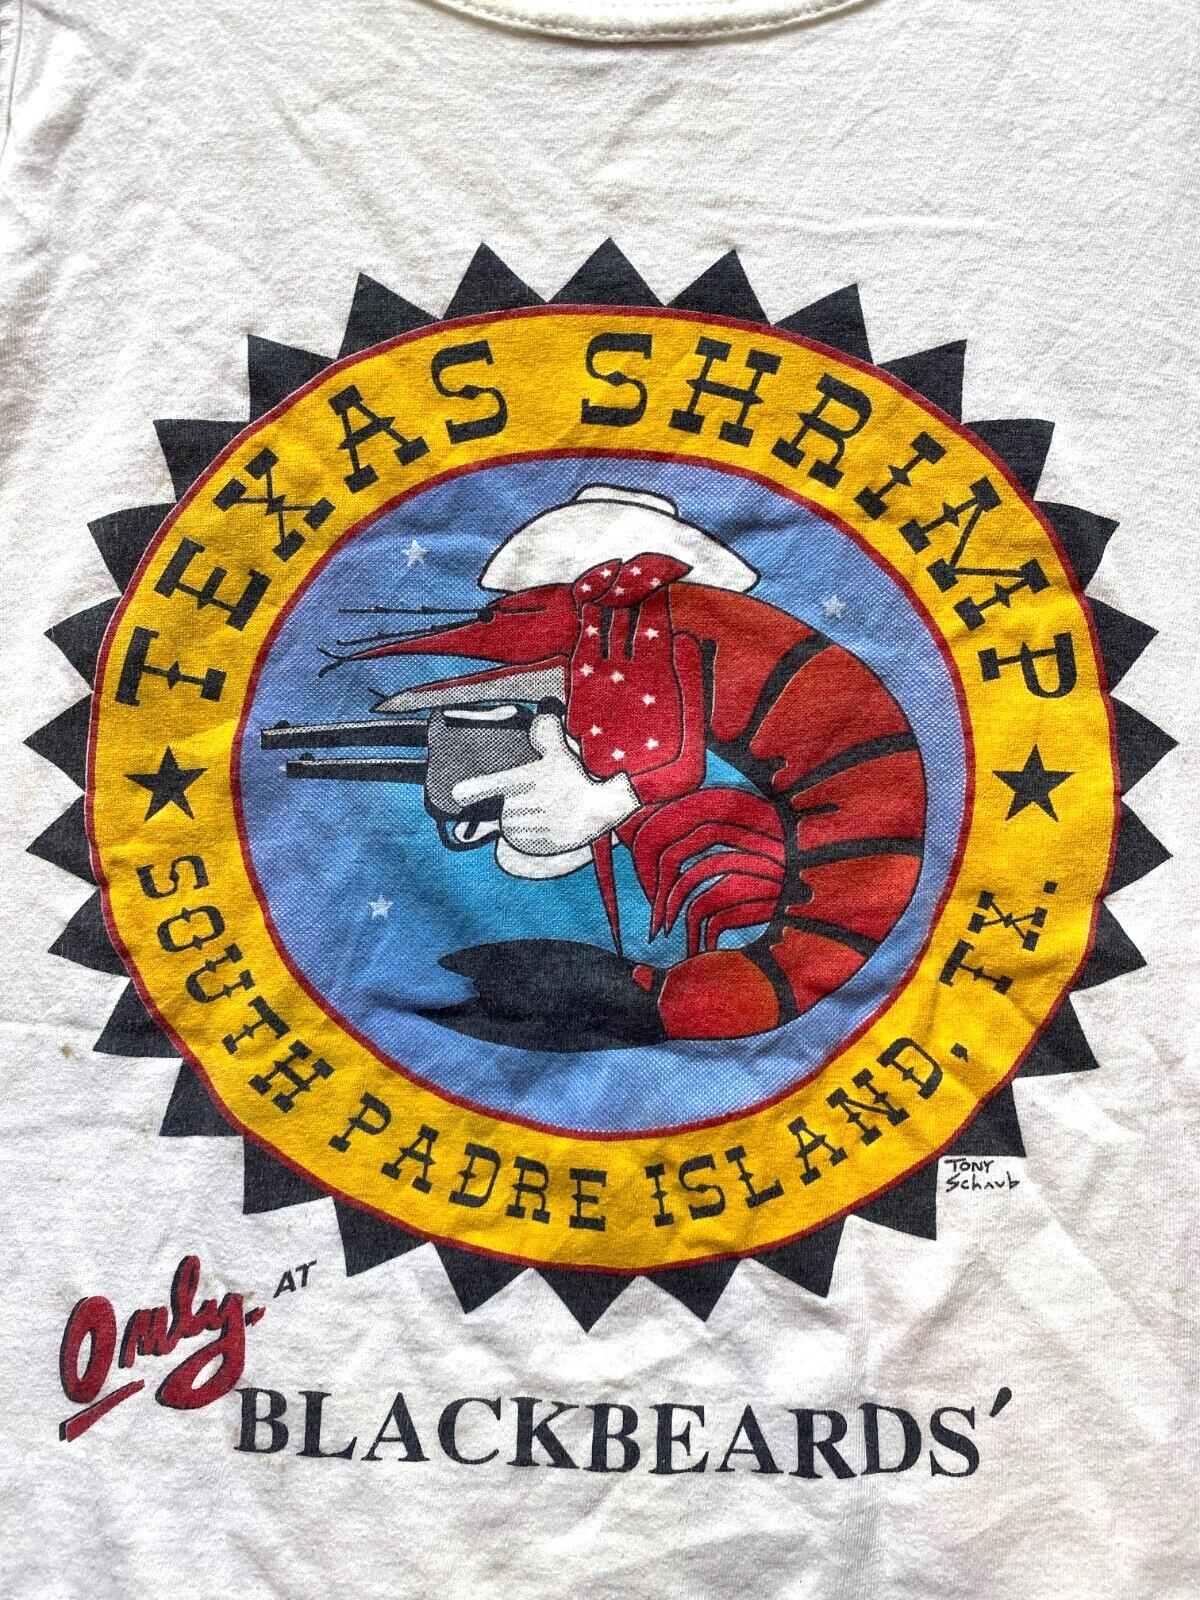 TEXAS SHRIMP
★ SOUTH PADRE ISLAND, TX. ★
TONY
Schaub
Only AT
BLACKBEARDS'